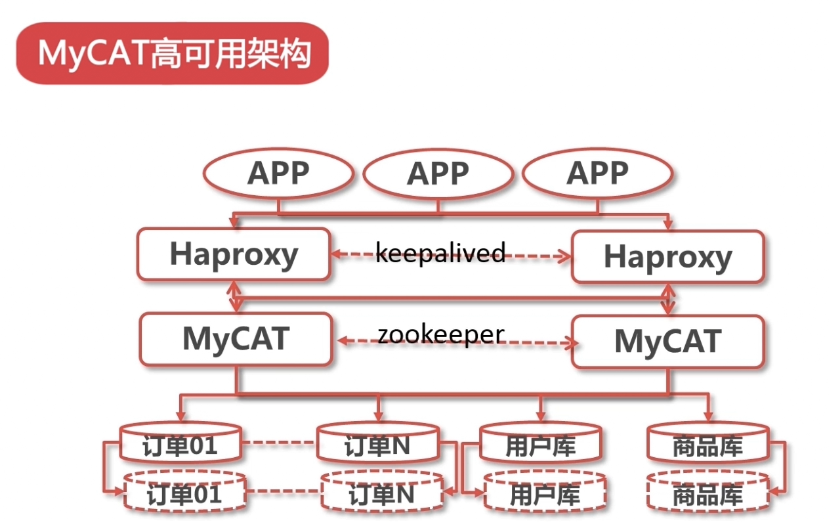 MyCAT高可用架构
APP APP APP
Haproxy keepalived Haproxy
MyCAT zookeeper MyCAT
订单01 订单N 用户库 商品库
订单01 订单N 用户库 商品库